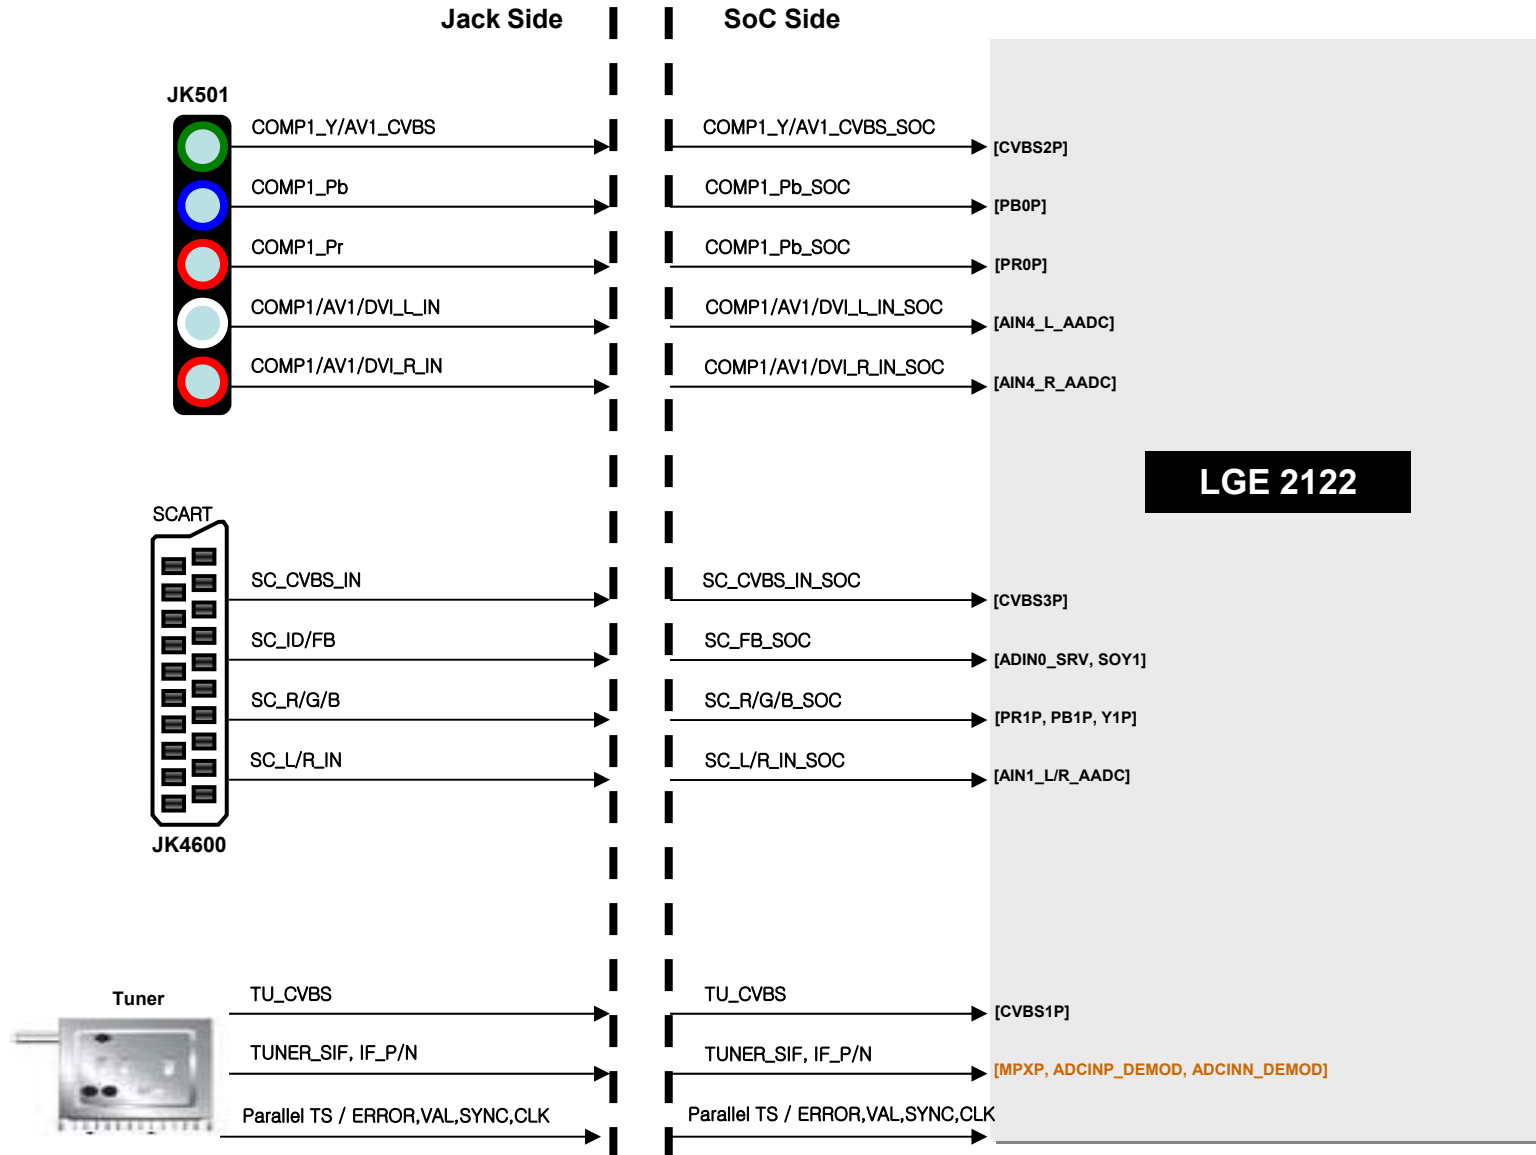 Jack Side
SoC Side
JK501
COMP1_Y/AV1_CVBS
COMP1_Y/AV1_CVBS_SOC
[CVBS2P]
COMP1_Pb
COMP1_Pb_SOC
[PB0P]
COMP1_Pr
COMP1_Pb_SOC
[PR0P]
COMP1/AV1/DVI_L_IN
COMP1/AV1/DVI_L_IN_SOC
[AIN4_L_AADC]
COMP1/AV1/DVI_R_IN
COMP1/AV1/DVI_R_IN_SOC
[AIN4_R_AADC]
LGE 2122
SCART
SC_CVBS_IN
SC_CVBS_IN_SOC
[CVBS3P]
SC_ID/FB
SC_FB_SOC
[ADIN0_SRV, SOY1]
SC_R/G/B
SC_R/G/B_SOC
[PR1P, PB1P, Y1P]
SC_L/R_IN
SC_L/R_IN_SOC
[AIN1_L/R_AADC]
JK4600
Tuner
TU_CVBS
TU_CVBS
[CVBS1P]
TUNER_SIF, IF_P/N
TUNER_SIF, IF_P/N
[MPXP, ADCINP_DEMOD, ADCINN_DEMOD]
Parallel TS / ERROR,VAL,SYNC,CLK
Parallel TS / ERROR,VAL,SYNC,CLK